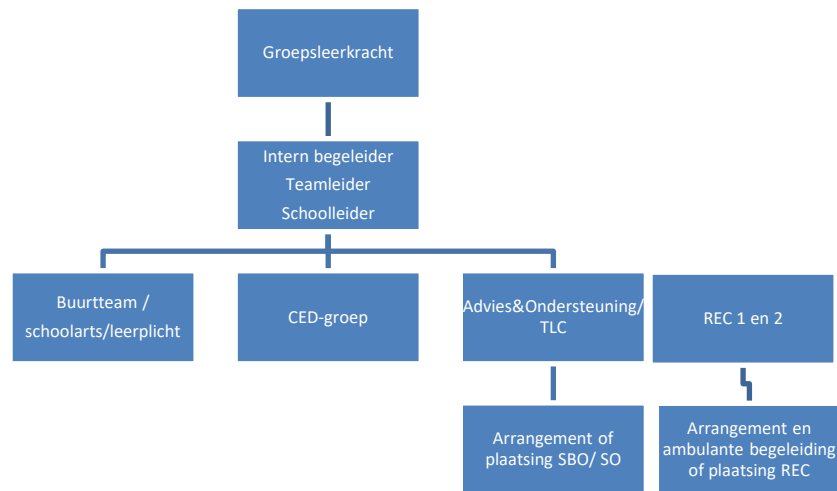 Groepsleerkracht
Intern begeleider
Teamleider
Schoolleider
Buurtteam /
schoolarts/leerplicht
CED-groep
Advies&Ondersteuning/
TLC
REC 1 en 2
Arrangement of
plaatsing SBO/ SO
Arrangement en
ambulante begeleiding
of plaatsing REC